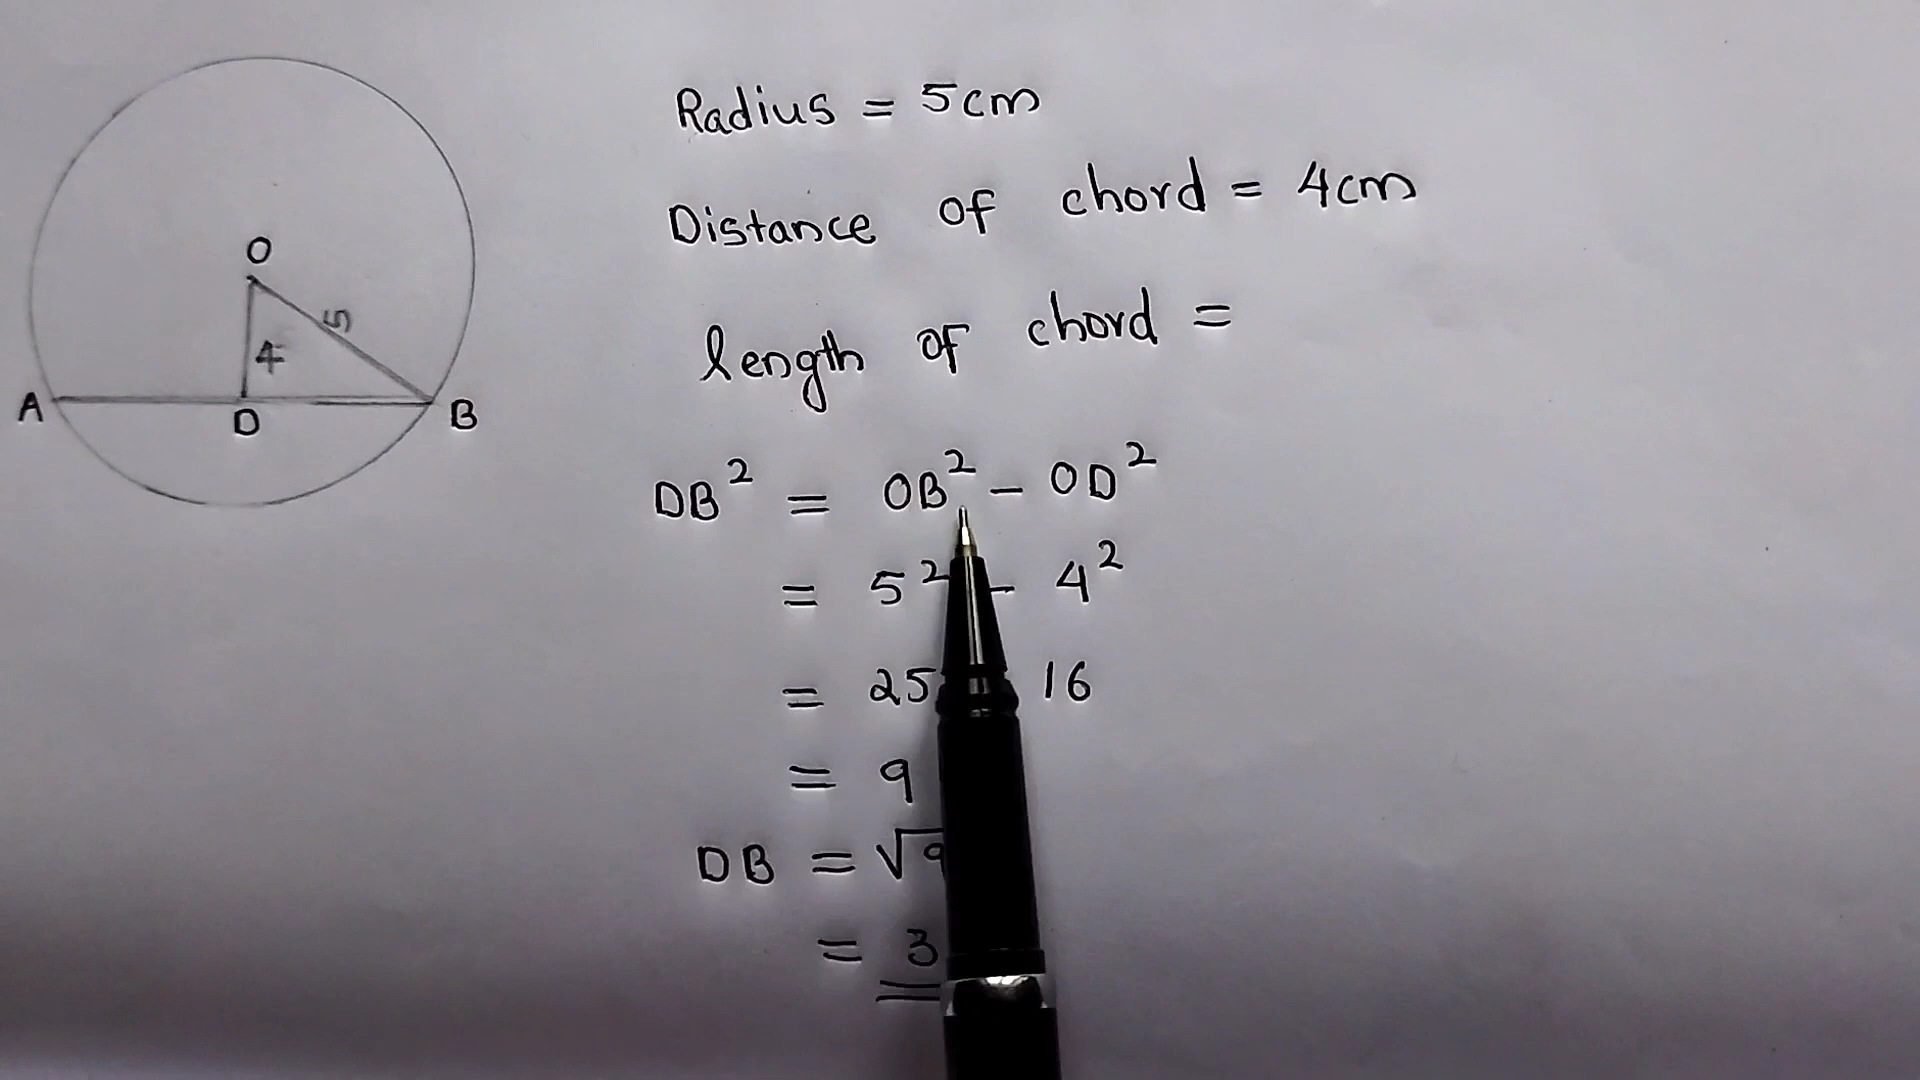 O
5
4
A
D
B
Radius = 5cm
Distance of chord = 4cm
length of chord =
DB² = OB² - OD²
= 5² - 4²
= 25 16
= 9
DB = √9
= 3